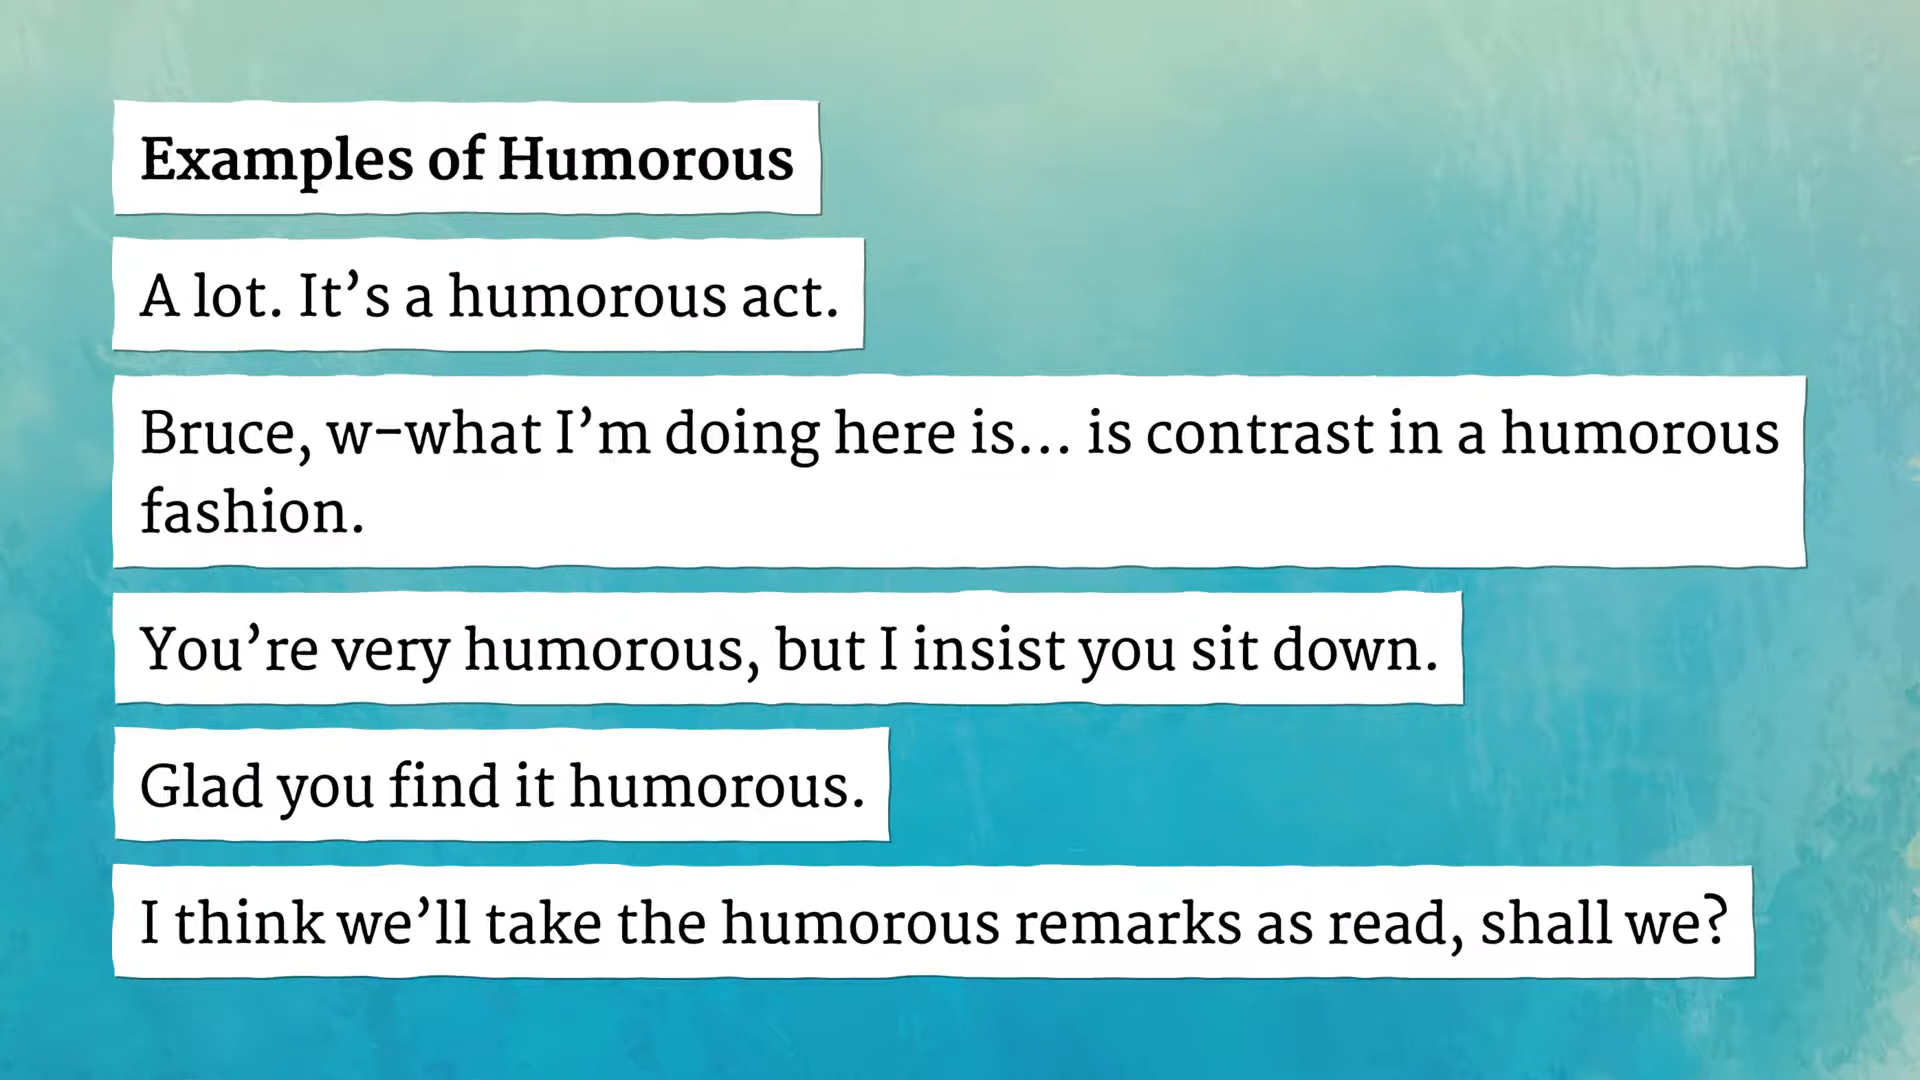 Examples of Humorous
A lot. It’s a humorous act.
Bruce, w–what I’m doing here is... is contrast in a humorous
fashion.
You’re very humorous, but I insist you sit down.
Glad you find it humorous.
I think we’ll take the humorous remarks as read, shall we?